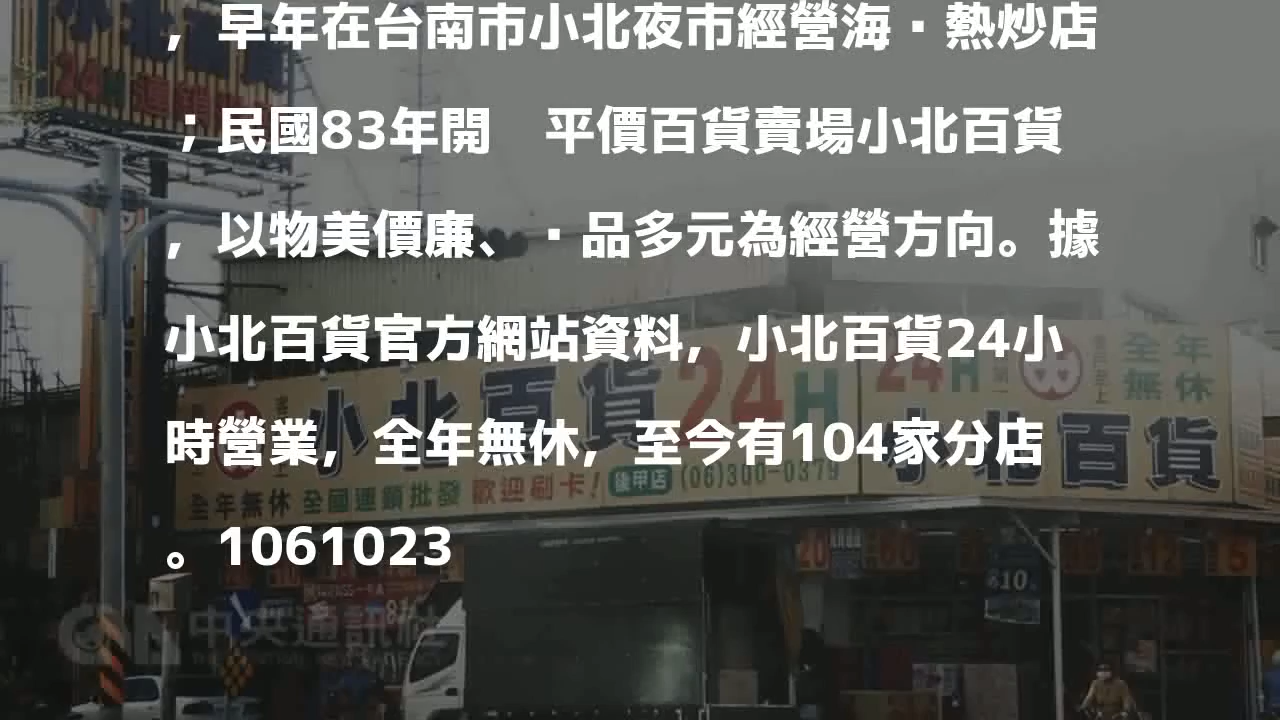 ，早年在台南市小北夜市經營海·熱炒店
；民國83年開　平價百貨賣場小北百貨
，以物美價廉、·品多元為經營方向。據
小北百貨官方網站資料，小北百貨24小
時營業，全年無休，至今有104家分店
。1061023
小北百貨24H
全年無休 全國連鎖批發 歡迎刷卡! 後甲店 (06)300-0379
24H
全年無休
小北百貨
中央通訊社